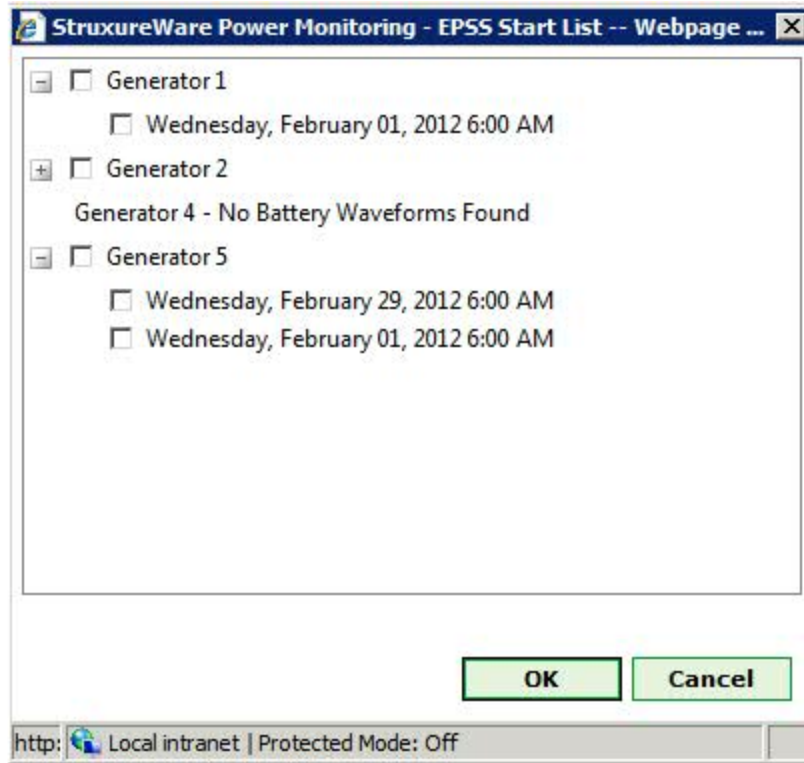 StruxureWare Power Monitoring - EPSS Start List -- Webpage ...
Generator 1
Wednesday, February 01, 2012 6:00 AM
Generator 2
Generator 4 - No Battery Waveforms Found
Generator 5
Wednesday, February 29, 2012 6:00 AM
Wednesday, February 01, 2012 6:00 AM
OK Cancel
http: Local intranet | Protected Mode: Off